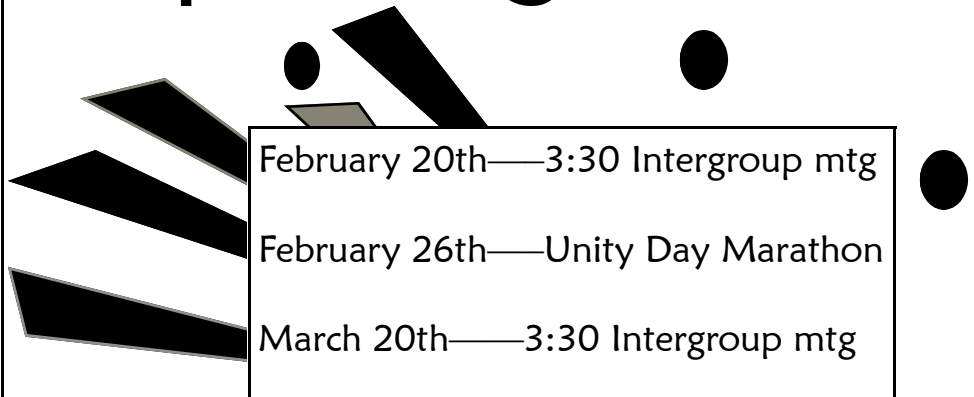 February 20th——3:30 Intergroup mtg
February 26th——Unity Day Marathon
March 20th——3:30 Intergroup mtg